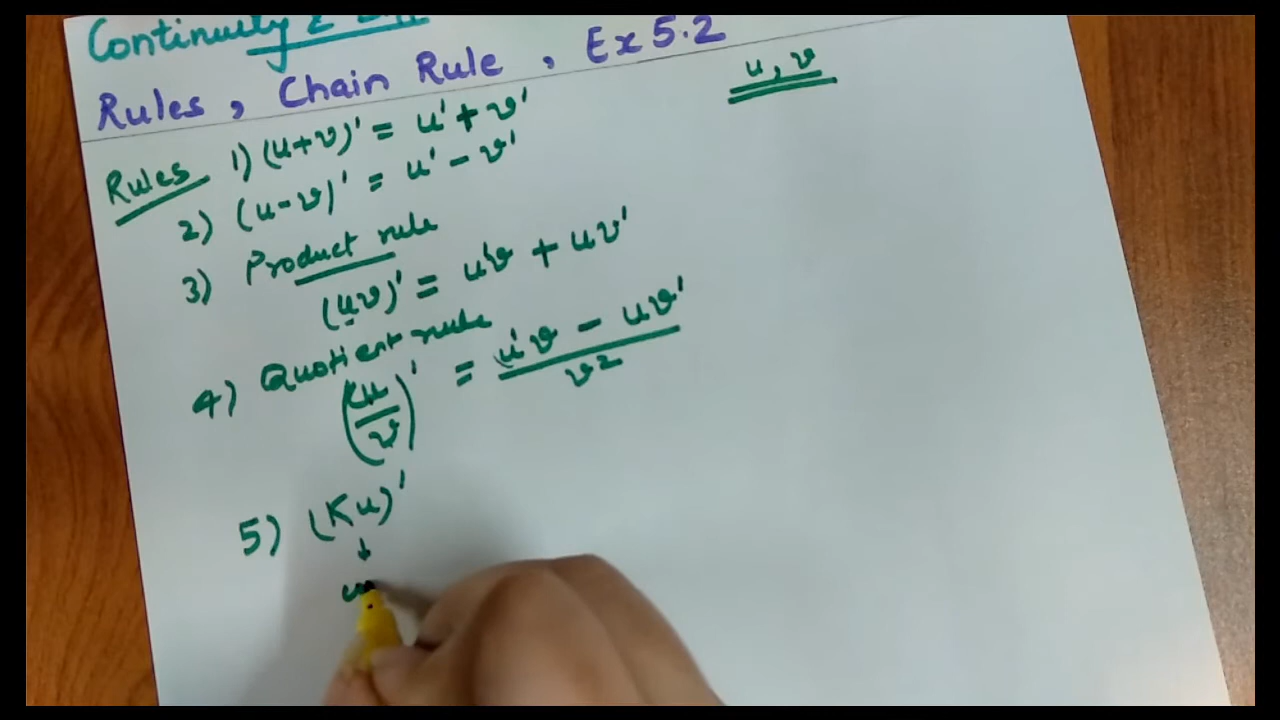 Continuity &
Rules, Chain Rule, Ex 5.2
u, v
Rules 1) (u+v)' = u' + v'
2) (u-v)' = u' - v'
3) Product rule
(uv)' = u'v + uv'
4) Quotient rule
(u/v)' = u'v - uv' / v²
5) (Ku)'
↓